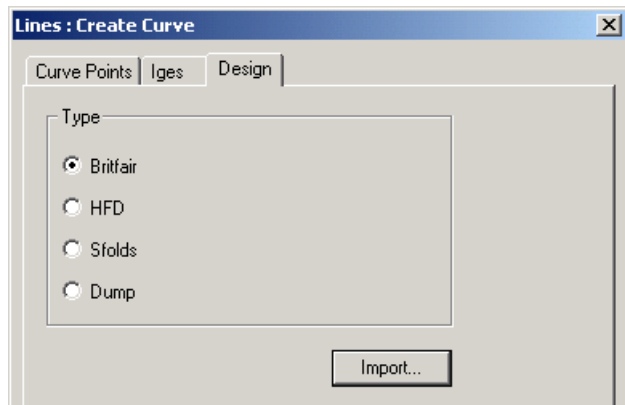 Lines : Create Curve
Curve Points Iges Design
Type
Britfair
HFD
Sfolds
Dump
Import...